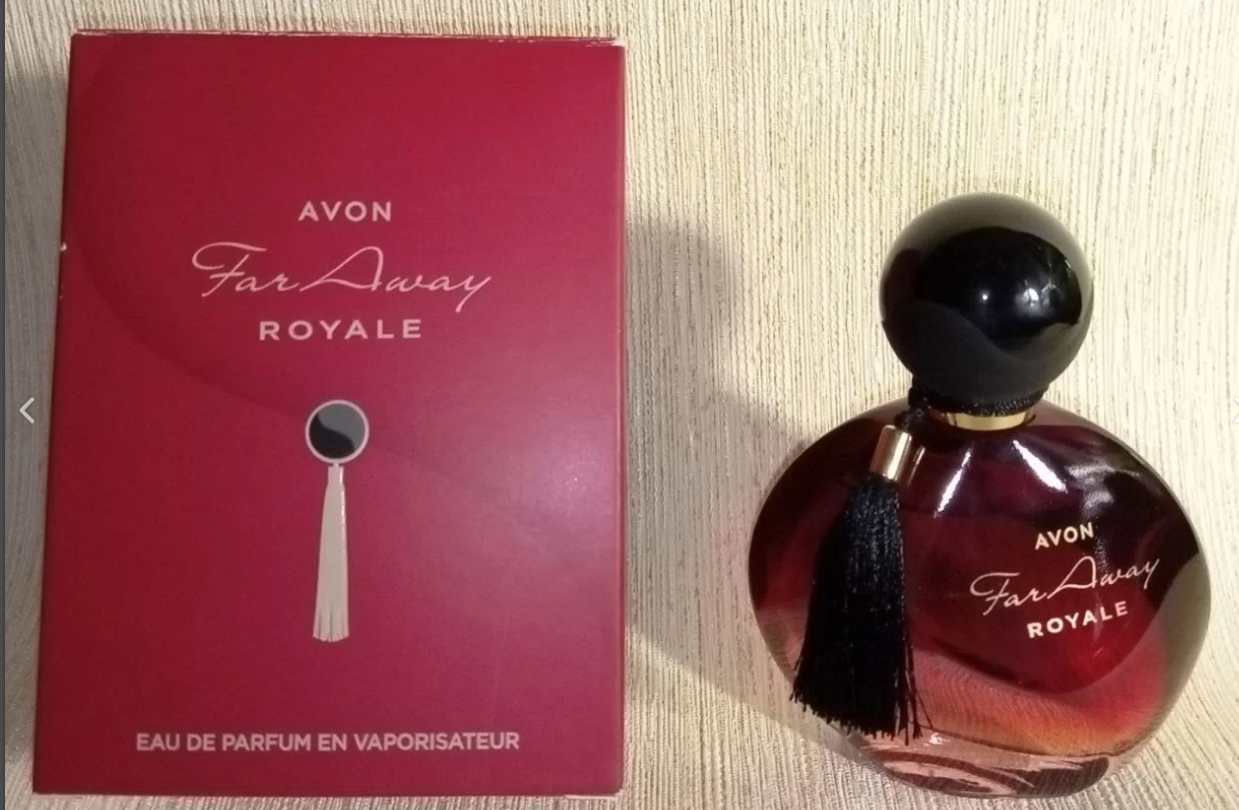 AVON
Far Away
ROYALE
EAU DE PARFUM EN VAPORISATEUR
AVON
Far Away
ROYALE